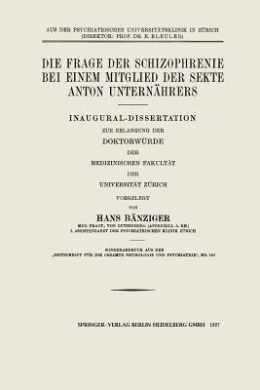 AUS DER PSYCHIATRISCHEN UNIVERSITÄTSKLINIK IN ZÜRICH
(DIREKTOR: PROF. DR. E. BLEULER)
DIE FRAGE DER SCHIZOPHRENIE
BEI EINEM MITGLIED DER SEKTE
ANTON UNTERNÄHRERS
INAUGURAL-DISSERTATION
ZUR ERLANGUNG DER
DOKTORWÜRDE
DER
MEDIZINISCHEN FAKULTÄT
DER
UNIVERSITÄT ZÜRICH
VORGELEGT
VON
HANS BÄNZIGER
MED. PRAKT., VON LUTZENBERG (APPENZELL A. RH.)
I. ASSISTENZARZT DER PSYCHIATRISCHEN KLINIK ZÜRICH
SONDERABDRUCK AUS DER
„ZEITSCHRIFT FÜR DIE GESAMTE NEUROLOGIE UND PSYCHIATRIE", BD. 110
SPRINGER-VERLAG BERLIN HEIDELBERG GMBH 1927